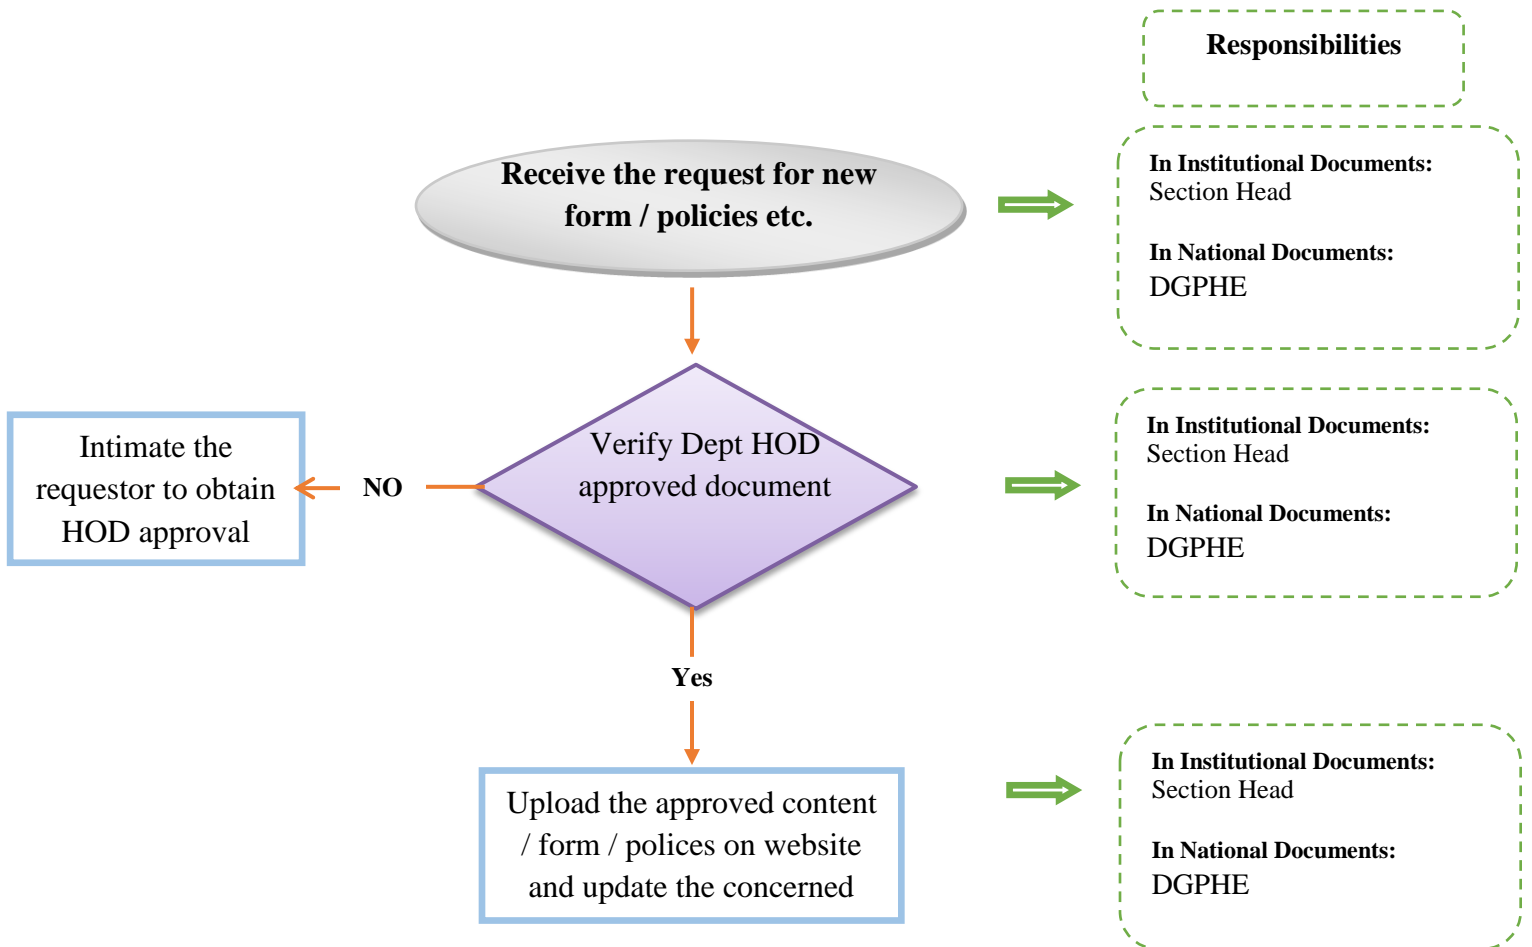 Responsibilities
Receive the request for new
form / policies etc.
In Institutional Documents:
Section Head
In National Documents:
DGPHE
Intimate the
requestor to obtain
HOD approval
NO
Verify Dept HOD
approved document
In Institutional Documents:
Section Head
In National Documents:
DGPHE
Yes
Upload the approved content
/ form / polices on website
and update the concerned
In Institutional Documents:
Section Head
In National Documents:
DGPHE